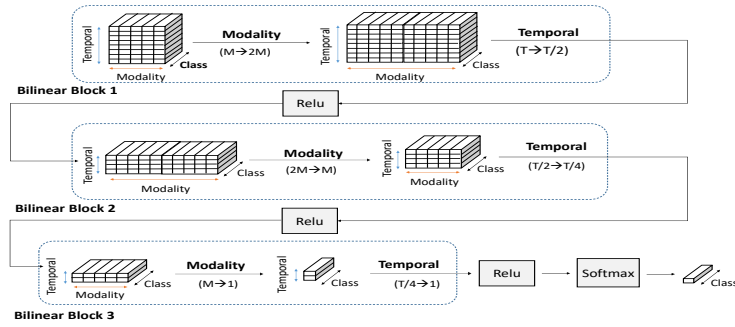 Temporal
Modality
Class
Modality
(M→2M)
Temporal
Modality
Class
Temporal
(T→T/2)
Bilinear Block 1
Relu
Temporal
Modality
Class
Modality
(2M→M)
Temporal
Modality
Class
Temporal
(T/2→T/4)
Bilinear Block 2
Relu
Temporal
Modality
Class
Modality
(M→1)
Temporal
Class
Temporal
(T/4→1)
Relu
Softmax
Class
Bilinear Block 3